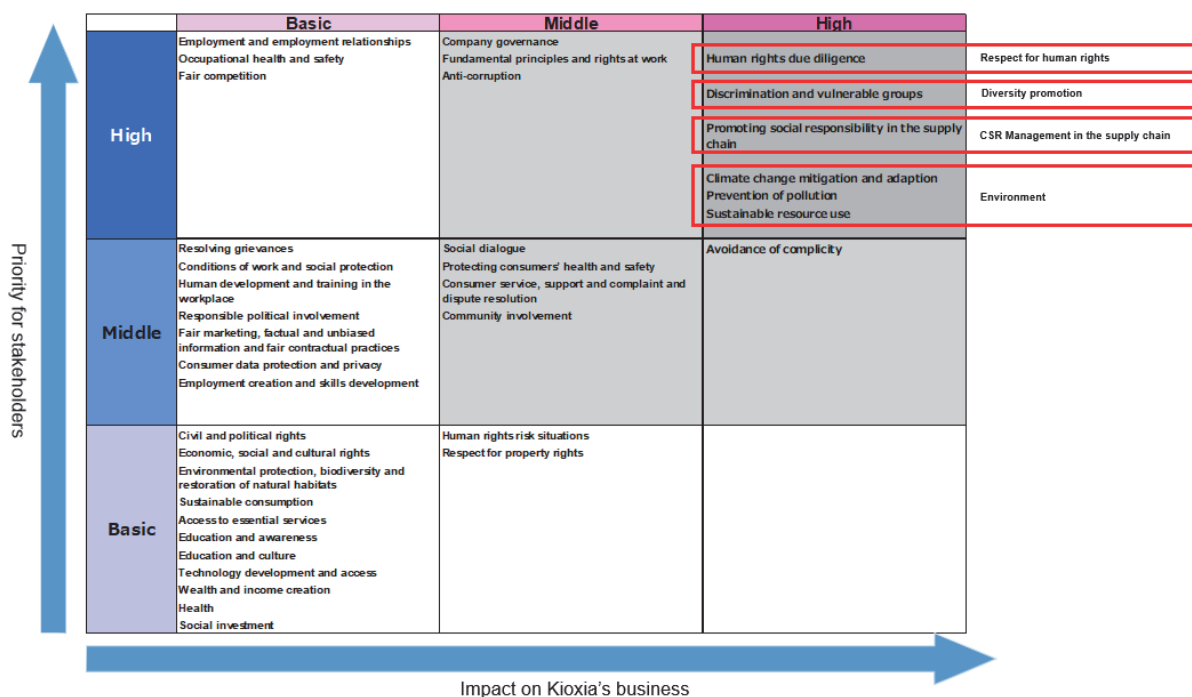 Basic
Middle
High
High
Employment and employment relationships
Occupational health and safety
Fair competition
Company governance
Fundamental principles and rights at work
Anti-corruption
Human rights due diligence
Respect for human rights
Discrimination and vulnerable groups
Diversity promotion
Promoting social responsibility in the supply
chain
CSR Management in the supply chain
Climate change mitigation and adaption
Prevention of pollution
Sustainable resource use
Environment
Middle
Resolving grievances
Conditions of work and social protection
Human development and training in the
workplace
Responsible political involvement
Fair marketing, factual and unbiased
information and fair contractual practices
Consumer data protection and privacy
Employment creation and skills development
Social dialogue
Protecting consumers' health and safety
Consumer service, support and complaint and
dispute resolution
Community involvement
Avoidance of complicity
Basic
Civil and political rights
Economic, social and cultural rights
Environmental protection, biodiversity and
restoration of natural habitats
Sustainable consumption
Access to essential services
Education and awareness
Education and culture
Technology development and access
Wealth and income creation
Health
Social investment
Human rights risk situations
Respect for property rights
Priority for
stakeholders
Impact on Kioxia's business